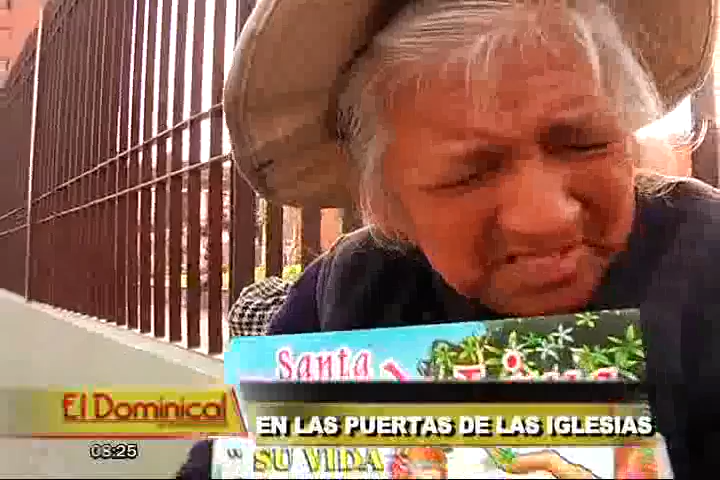 Santa
El Dominical
EN LAS PUERTAS DE LAS IGLESIAS
08:25
SU VIDA